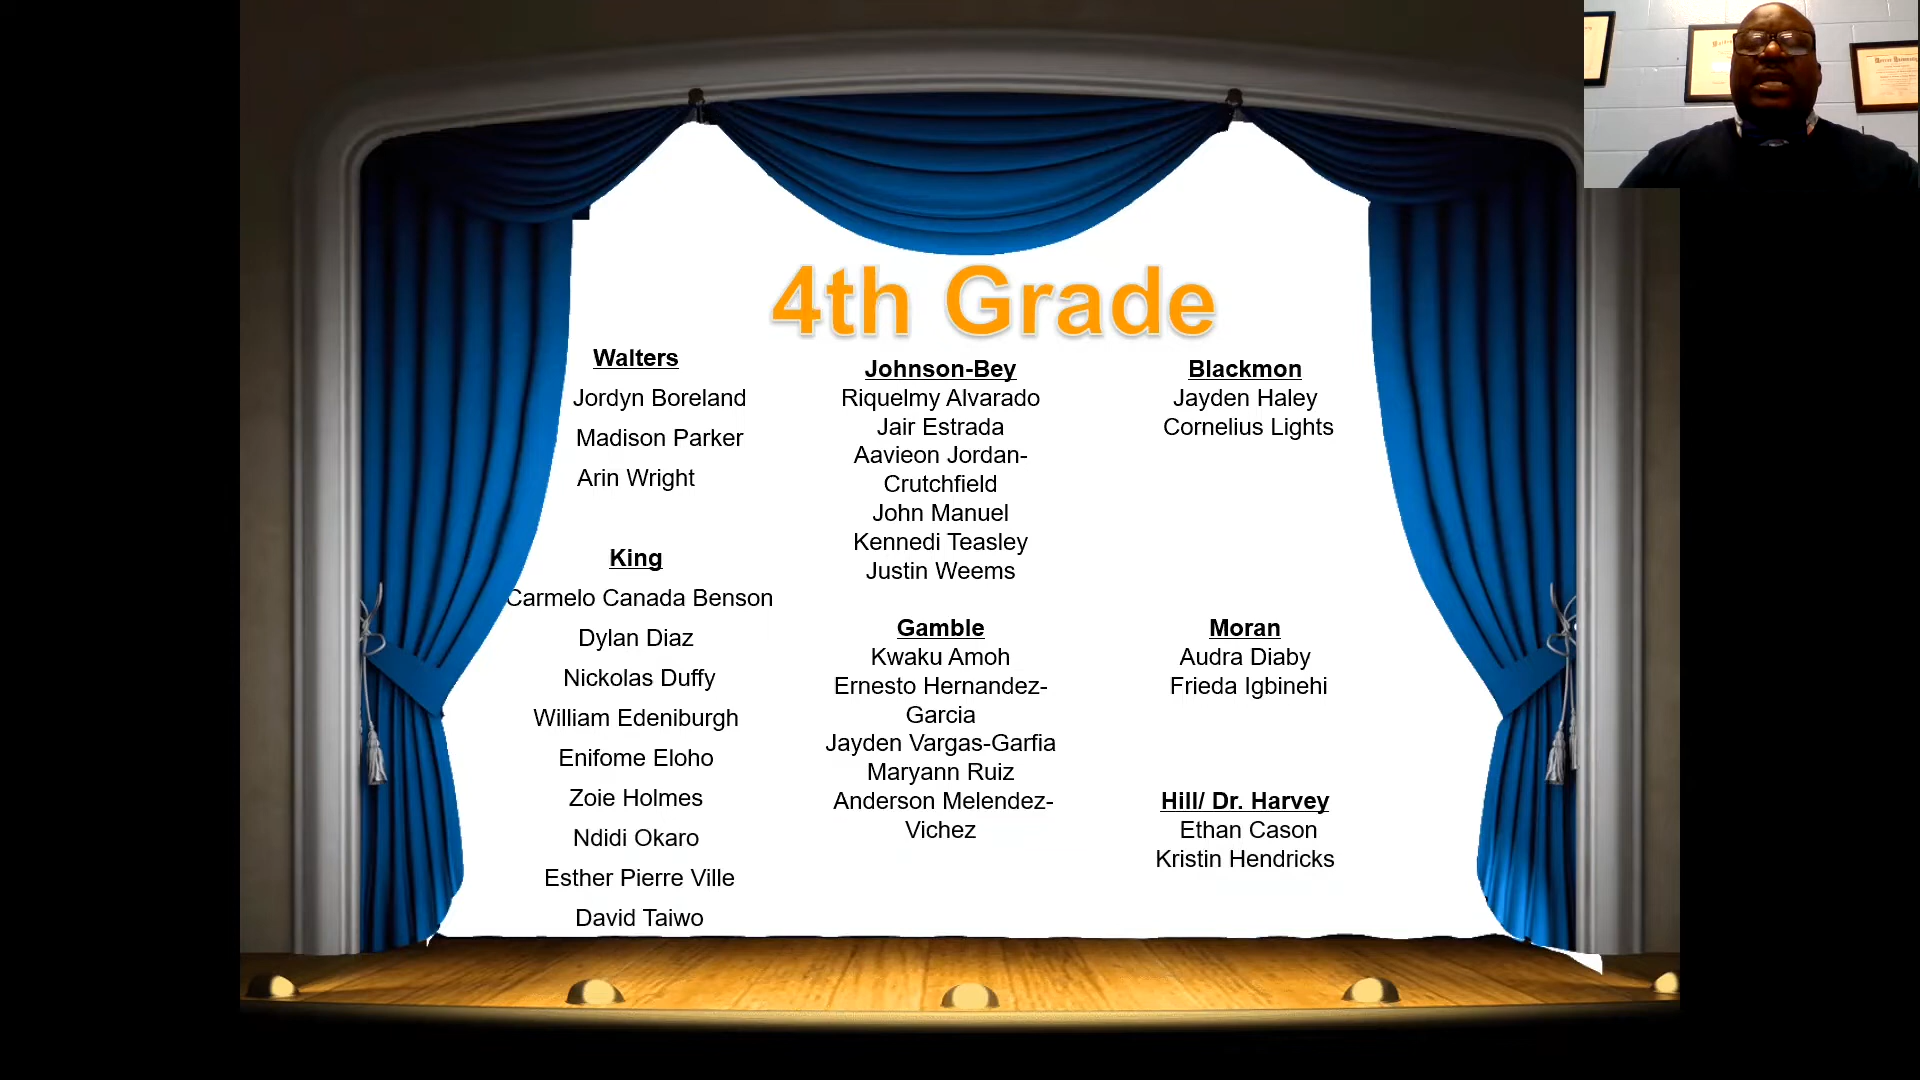 4th Grade
Walters
Jordyn Boreland
Madison Parker
Arin Wright
King
Carmelo Canada Benson
Dylan Diaz
Nickolas Duffy
William Edeniburgh
Enifome Eloho
Zoie Holmes
Ndidi Okaro
Esther Pierre Ville
David Taiwo
Johnson-Bey
Riquelmy Alvarado
Jair Estrada
Aavieon Jordan-
Crutchfield
John Manuel
Kennedi Teasley
Justin Weems
Gamble
Kwaku Amoh
Ernesto Hernandez-
Garcia
Jayden Vargas-Garfia
Maryann Ruiz
Anderson Melendez-
Vichez
Blackmon
Jayden Haley
Cornelius Lights
Moran
Audra Diaby
Frieda Igbinehi
Hill/ Dr. Harvey
Ethan Cason
Kristin Hendricks